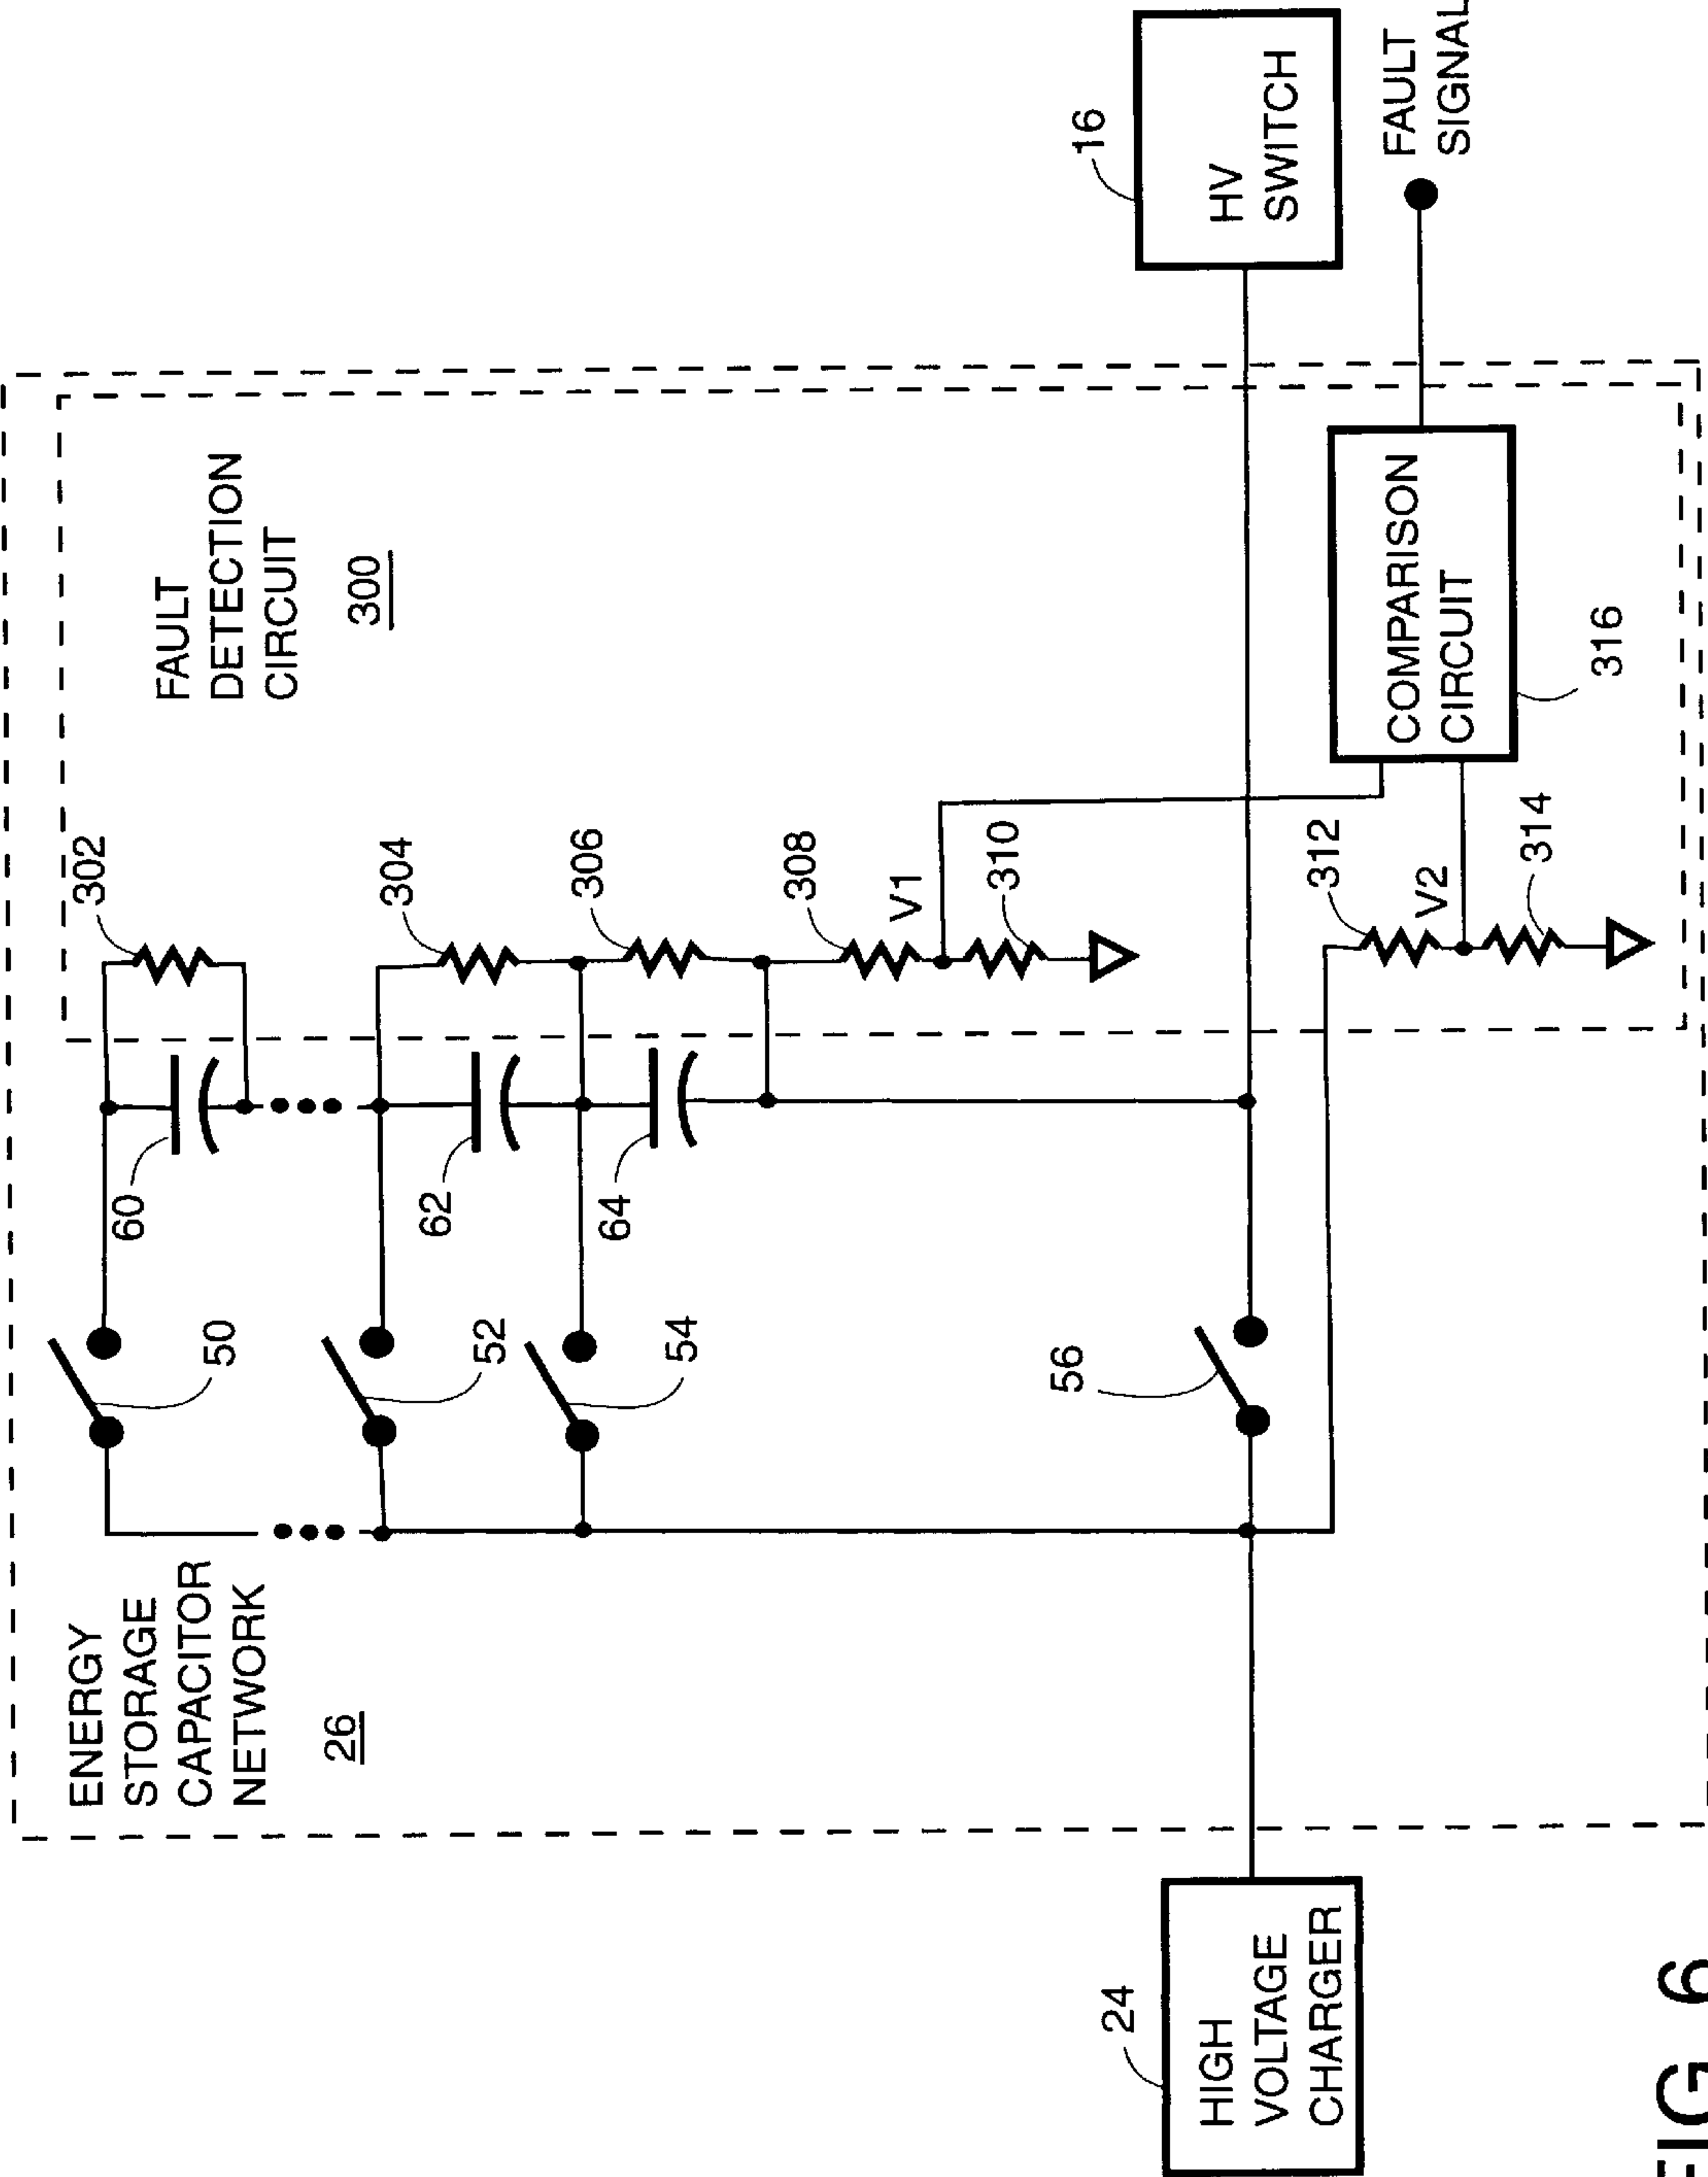 ENERGY
STORAGE
CAPACITOR
NETWORK
26
50
52
54
56
60
62
64
FAULT
DETECTION
CIRCUIT
300
302
304
306
308
V1
310
312
V2
314
COMPARISON
CIRCUIT
316
HIGH
VOLTAGE
CHARGER
24
HV
SWITCH
16
FAULT
SIGNAL